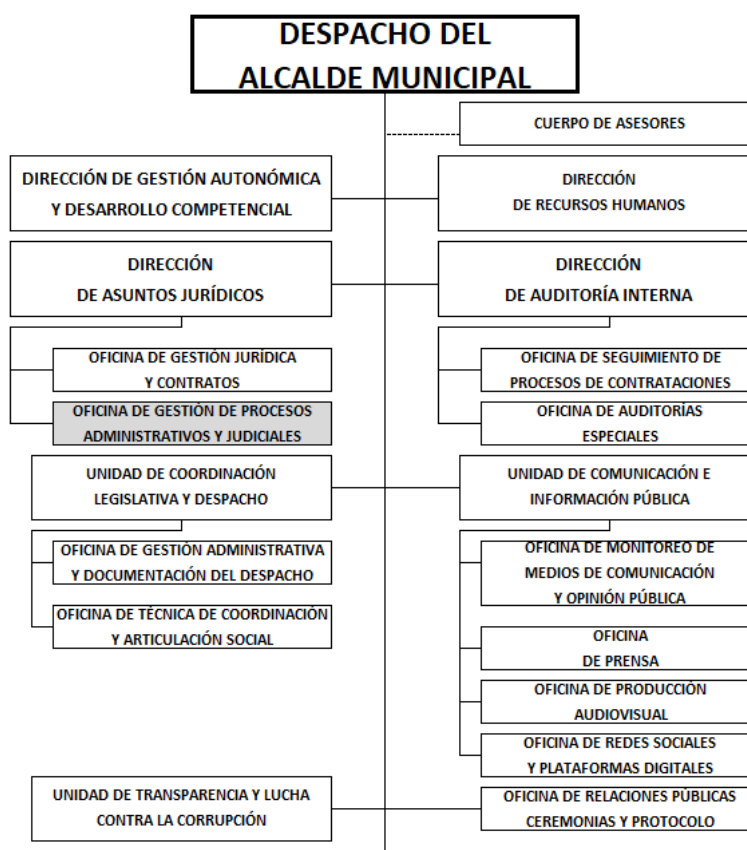 DESPACHO DEL
ALCALDE MUNICIPAL
CUERPO DE ASESORES
DIRECCIÓN DE GESTIÓN AUTONÓMICA
Y DESARROLLO COMPETENCIAL
DIRECCIÓN
DE RECURSOS HUMANOS
DIRECCIÓN
DE ASUNTOS JURÍDICOS
DIRECCIÓN
DE AUDITORÍA INTERNA
OFICINA DE GESTIÓN JURÍDICA
Y CONTRATOS
OFICINA DE SEGUIMIENTO DE
PROCESOS DE CONTRATACIONES
OFICINA DE GESTIÓN DE PROCESOS
ADMINISTRATIVOS Y JUDICIALES
OFICINA DE AUDITORÍAS
ESPECIALES
UNIDAD DE COORDINACIÓN
LEGISLATIVA Y DESPACHO
UNIDAD DE COMUNICACIÓN E
INFORMACIÓN PÚBLICA
OFICINA DE GESTIÓN ADMINISTRATIVA
Y DOCUMENTACIÓN DEL DESPACHO
OFICINA DE MONITOREO DE
MEDIOS DE COMUNICACIÓN
Y OPINIÓN PÚBLICA
OFICINA DE TÉCNICA DE COORDINACIÓN
Y ARTICULACIÓN SOCIAL
OFICINA
DE PRENSA
OFICINA DE PRODUCCIÓN
AUDIOVISUAL
OFICINA DE REDES SOCIALES
Y PLATAFORMAS DIGITALES
UNIDAD DE TRANSPARENCIA Y LUCHA
CONTRA LA CORRUPCIÓN
OFICINA DE RELACIONES PÚBLICAS
CEREMONIAS Y PROTOCOLO